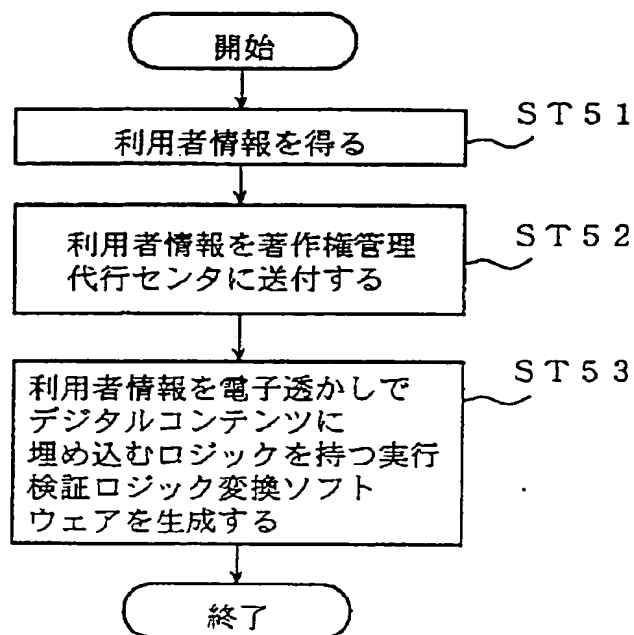 開始
利用者情報を得る
ST51
利用者情報を著作権管理
代行センタに送付する
ST52
利用者情報を電子透かしで
デジタルコンテンツに
埋め込むロジックを持つ実行
検証ロジック変換ソフト
ウェアを生成する
ST53
終了